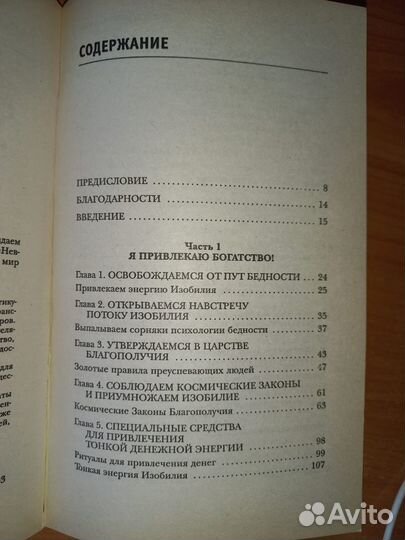 СОДЕРЖАНИЕ
ПРЕДИСЛОВИЕ 8
БЛАГОДАРНОСТИ 14
ВВЕДЕНИЕ 15
Часть 1
Я ПРИВЛЕКАЮ БОГАТСТВО!
Глава 1. ОСВОБОЖДАЕМСЯ ОТ ПУТ БЕДНОСТИ 24
Привлекаем энергию Изобилия 25
Глава 2. ОТКРЫВАЕМСЯ НАВСТРЕЧУ
ПОТОКУ ИЗОБИЛИЯ 35
Выпалываем сорняки психологии бедности 37
Глава 3. УТВЕРЖДАЕМСЯ В ЦАРСТВЕ
БЛАГОПОЛУЧИЯ 43
Золотые правила преуспевающих людей 47
Глава 4. СОБЛЮДАЕМ КОСМИЧЕСКИЕ ЗАКОНЫ
И ПРИУМНОЖАЕМ ИЗОБИЛИЕ 61
Космические Законы Благополучия 63
Глава 5. СПЕЦИАЛЬНЫЕ СРЕДСТВА
ДЛЯ ПРИВЛЕЧЕНИЯ
ТОНКОЙ ДЕНЕЖНОЙ ЭНЕРГИИ 98
Ритуалы для привлечения денег 99
Тонкая энергия Изобилия 107
мир
для
3
Avito